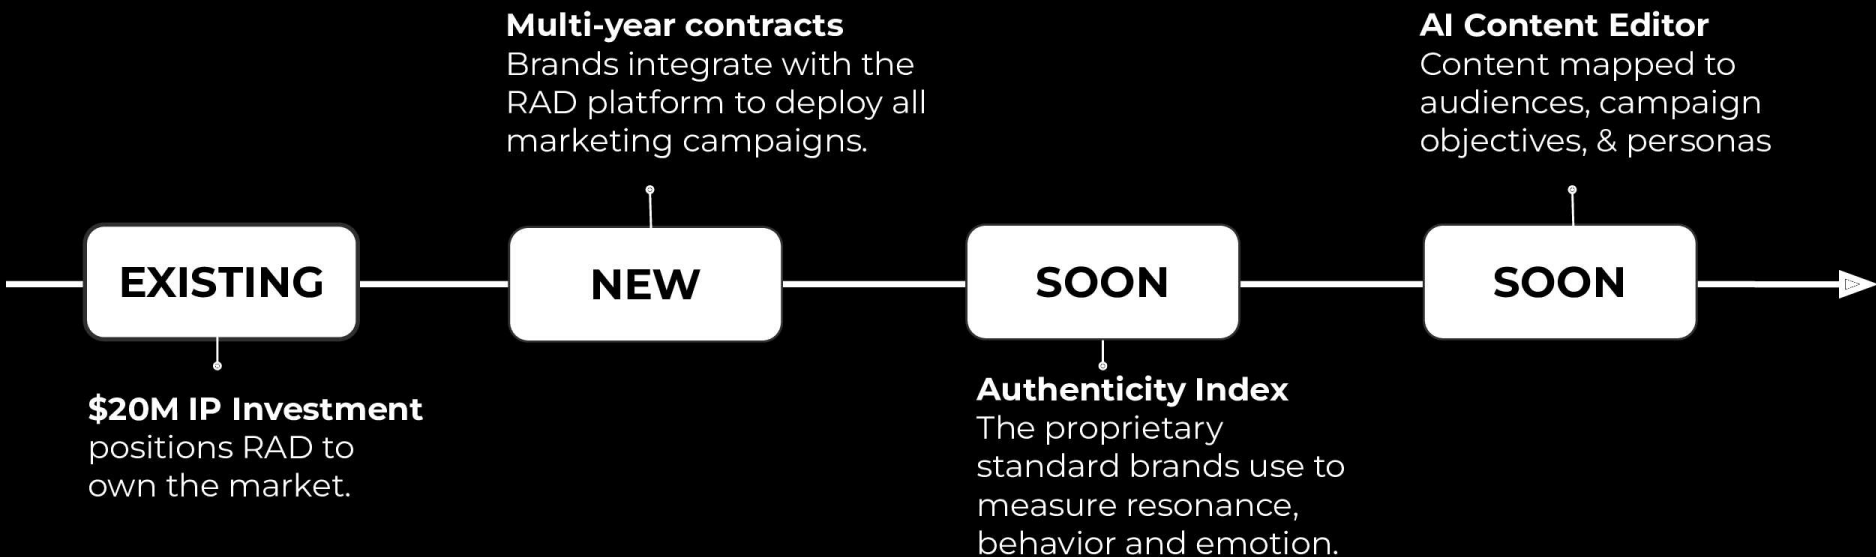 Multi-year contracts
Brands integrate with the
RAD platform to deploy all
marketing campaigns.
AI Content Editor
Content mapped to
audiences, campaign
objectives, & personas
EXISTING
NEW
SOON
SOON
$20M IP Investment
positions RAD to
own the market.
Authenticity Index
The proprietary
standard brands use to
measure resonance,
behavior and emotion.